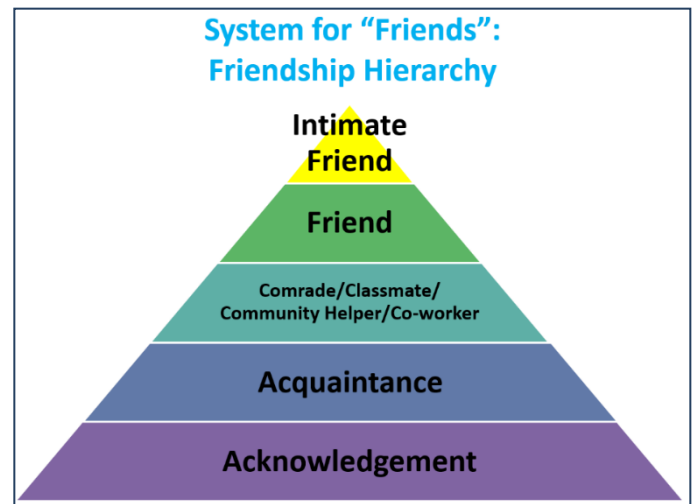 System for “Friends”:
Friendship Hierarchy
Intimate
Friend
Friend
Comrade/Classmate/
Community Helper/Co-worker
Acquaintance
Acknowledgement